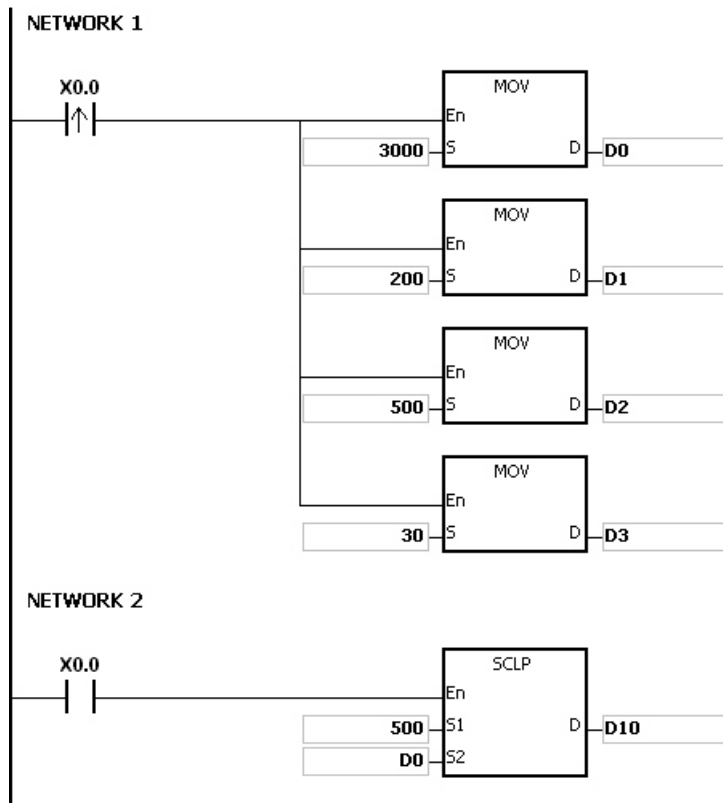 NETWORK 1
X0.0
MOV
En
3000 S D D0
MOV
En
200 S D D1
MOV
En
500 S D D2
MOV
En
30 S D D3
NETWORK 2
X0.0
SCLP
En
500 S1 D D10
D0 S2